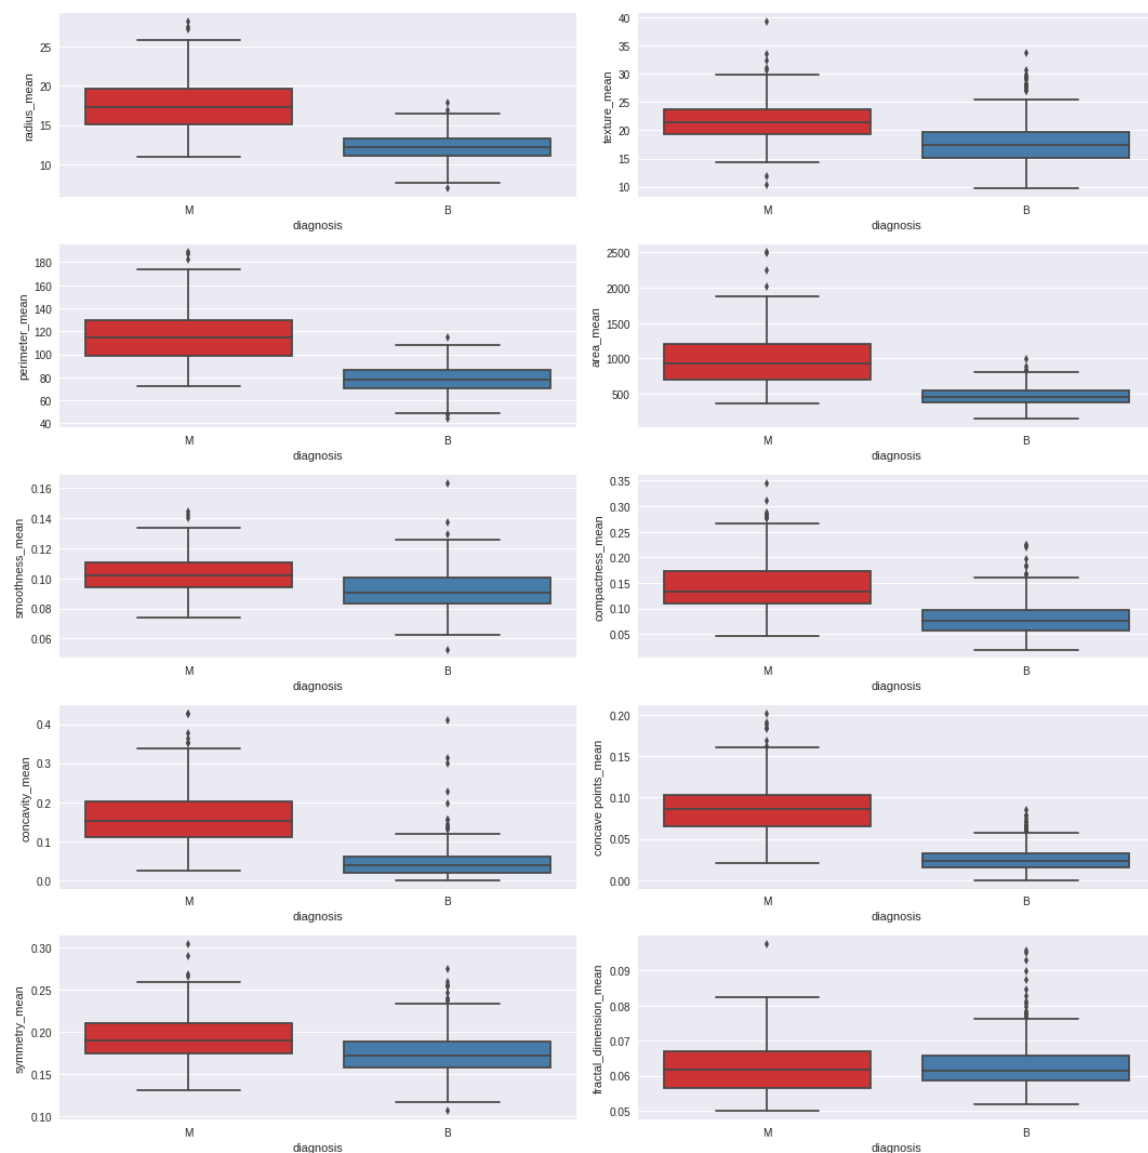 radius_mean
25
20
15
10
M
B
diagnosis
texture_mean
40
35
30
25
20
15
10
M
B
diagnosis
perimeter_mean
180
160
140
120
100
80
60
40
M
B
diagnosis
area_mean
2500
2000
1500
1000
500
M
B
diagnosis
smoothness_mean
0.16
0.14
0.12
0.10
0.08
0.06
M
B
diagnosis
compactness_mean
0.35
0.30
0.25
0.20
0.15
0.10
0.05
M
B
diagnosis
concavity_mean
0.4
0.3
0.2
0.1
0.0
M
B
diagnosis
concave points_mean
0.20
0.15
0.10
0.05
0.00
M
B
diagnosis
symmetry_mean
0.30
0.25
0.20
0.15
0.10
M
B
diagnosis
fractal_dimension_mean
0.09
0.08
0.07
0.06
0.05
M
B
diagnosis